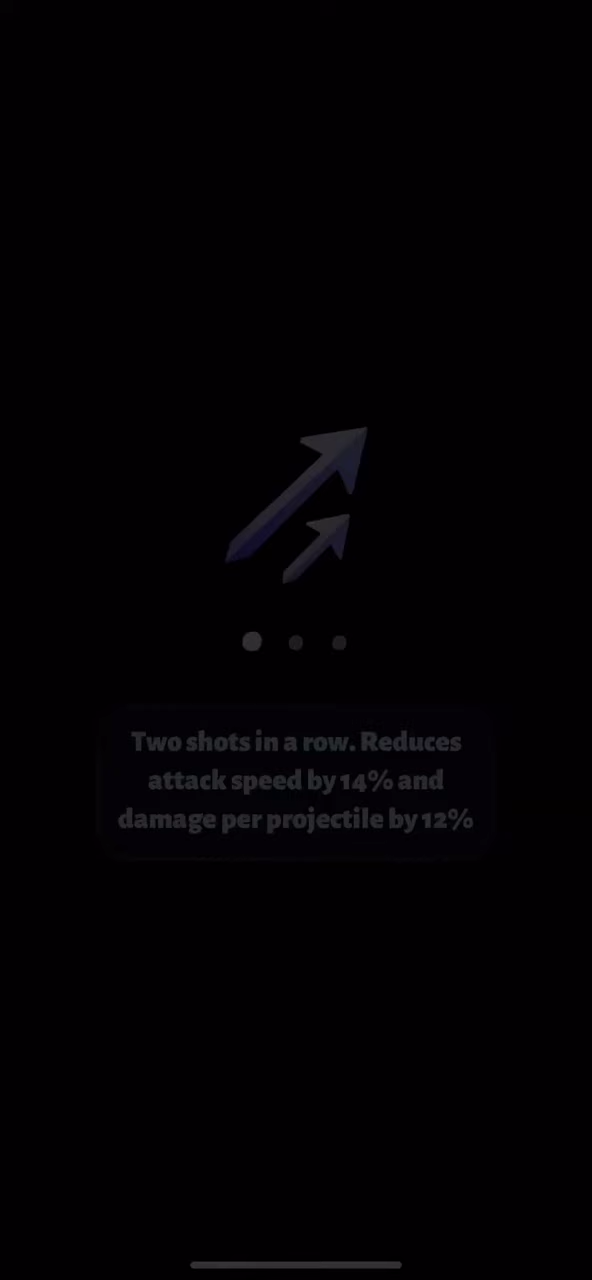 Two shots in a row. Reduces
attack speed by 14% and
damage per projectile by 12%